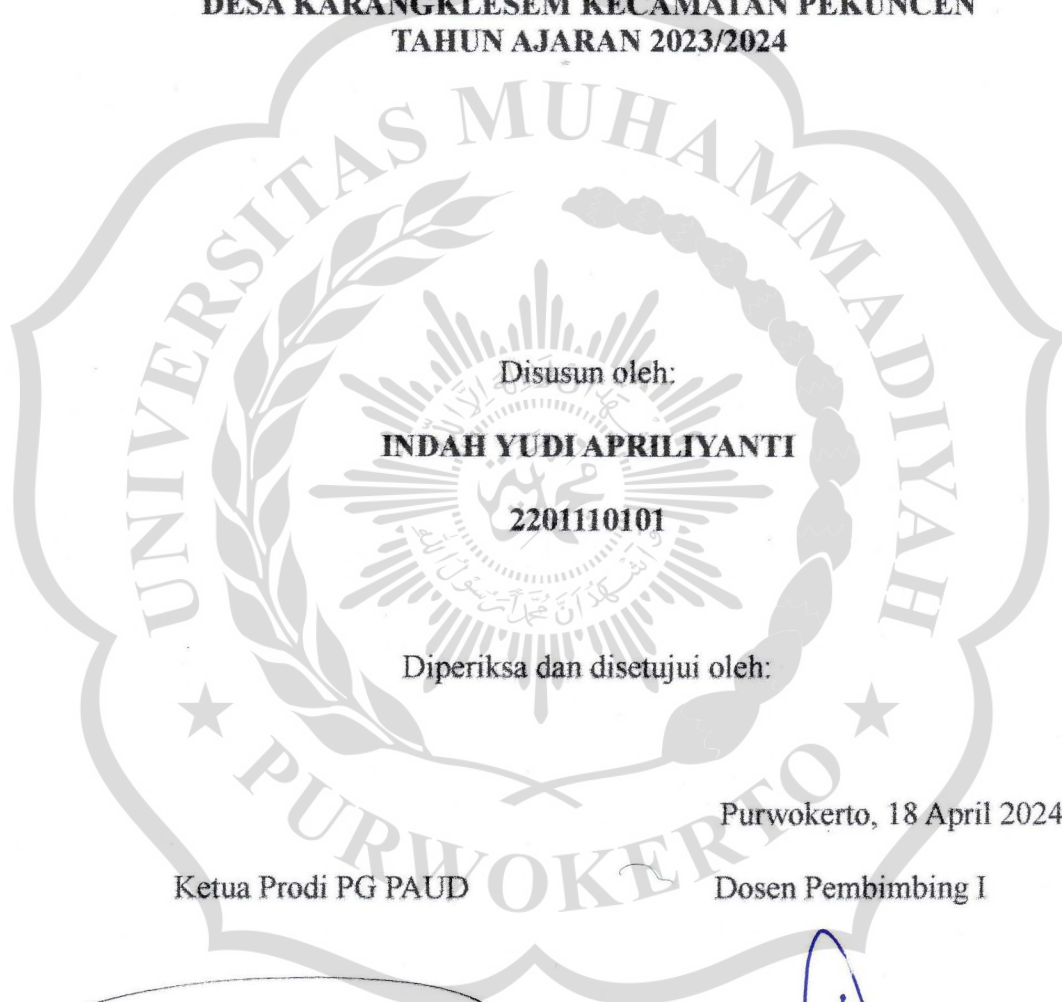 DESA KARANGKLESEM KECAMATAN PEKUNCEN
TAHUN AJARAN 2023/2024
UNIVERSITAS MUHAMMADIYAH
PURWOKERTO
Disusun oleh:
INDAH YUDI APRILIYANTI
2201110101
Diperiksa dan disetujui oleh:
Purwokerto, 18 April 2024
Ketua Prodi PG PAUD
Dosen Pembimbing I